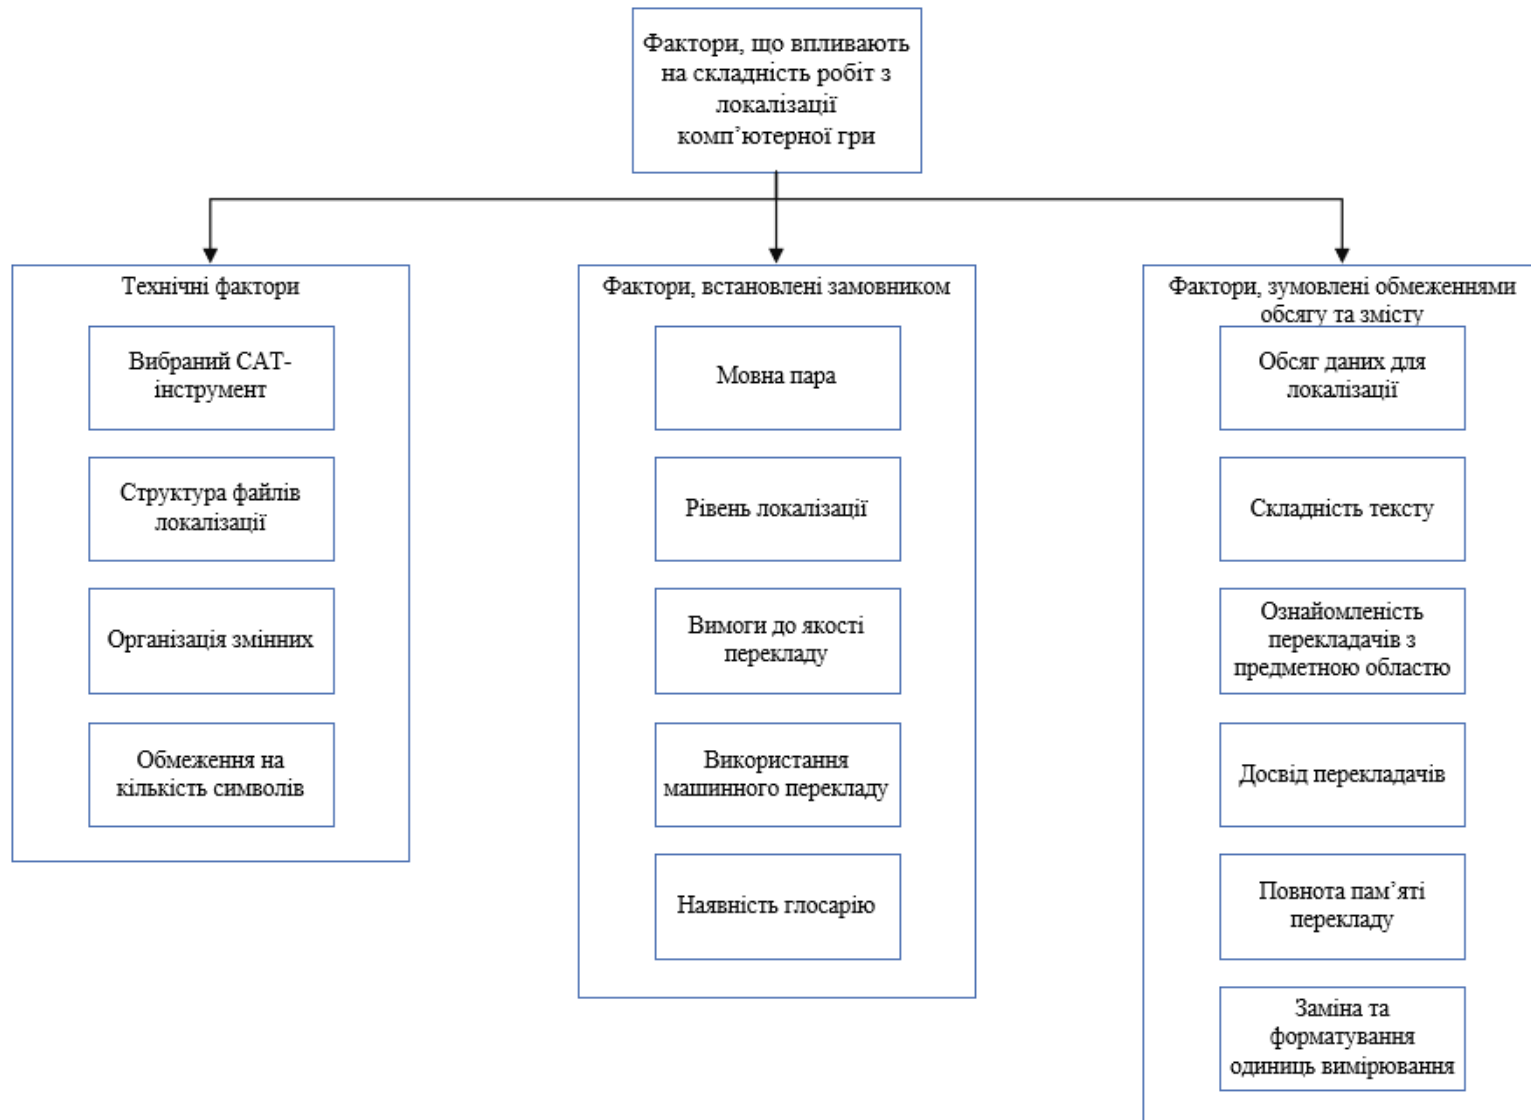 Фактори, що впливають
на складність робіт з
локалізації
комп’ютерної гри
Технічні фактори
Вибраний CAT-
інструмент
Структура файлів
локалізації
Організація змінних
Обмеження на
кількість символів
Фактори, встановлені замовником
Мовна пара
Рівень локалізації
Вимоги до якості
перекладу
Використання
машинного перекладу
Наявність глосарію
Фактори, зумовлені обмеженнями
обсягу та змісту
Обсяг даних для
локалізації
Складність тексту
Ознайомленість
перекладачів з
предметною областю
Досвід перекладачів
Повнота пам’яті
перекладу
Заміна та
форматування
одиниць вимірювання